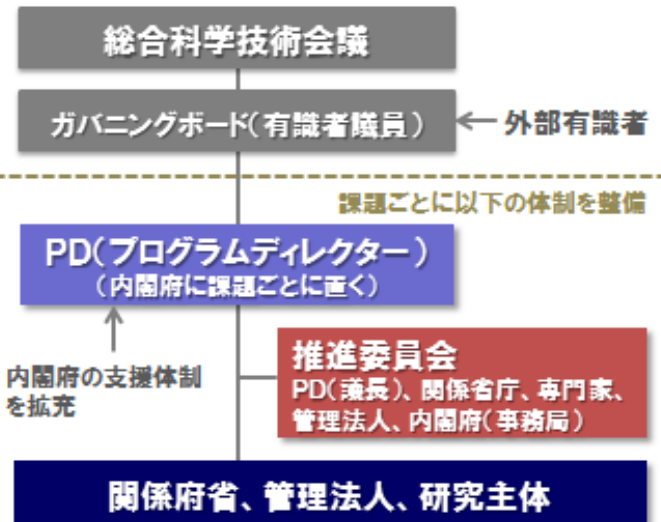 総合科学技術会議
ガバニングボード(有識者議員)
外部有識者
課題ごとに以下の体制を整備
PD(プログラムディレクター)
(内閣府に課題ごとに置く)
内閣府の支援体制
を拡充
推進委員会
PD(議長)、関係省庁、専門家、
管理法人、内閣府(事務局)
関係府省、管理法人、研究主体